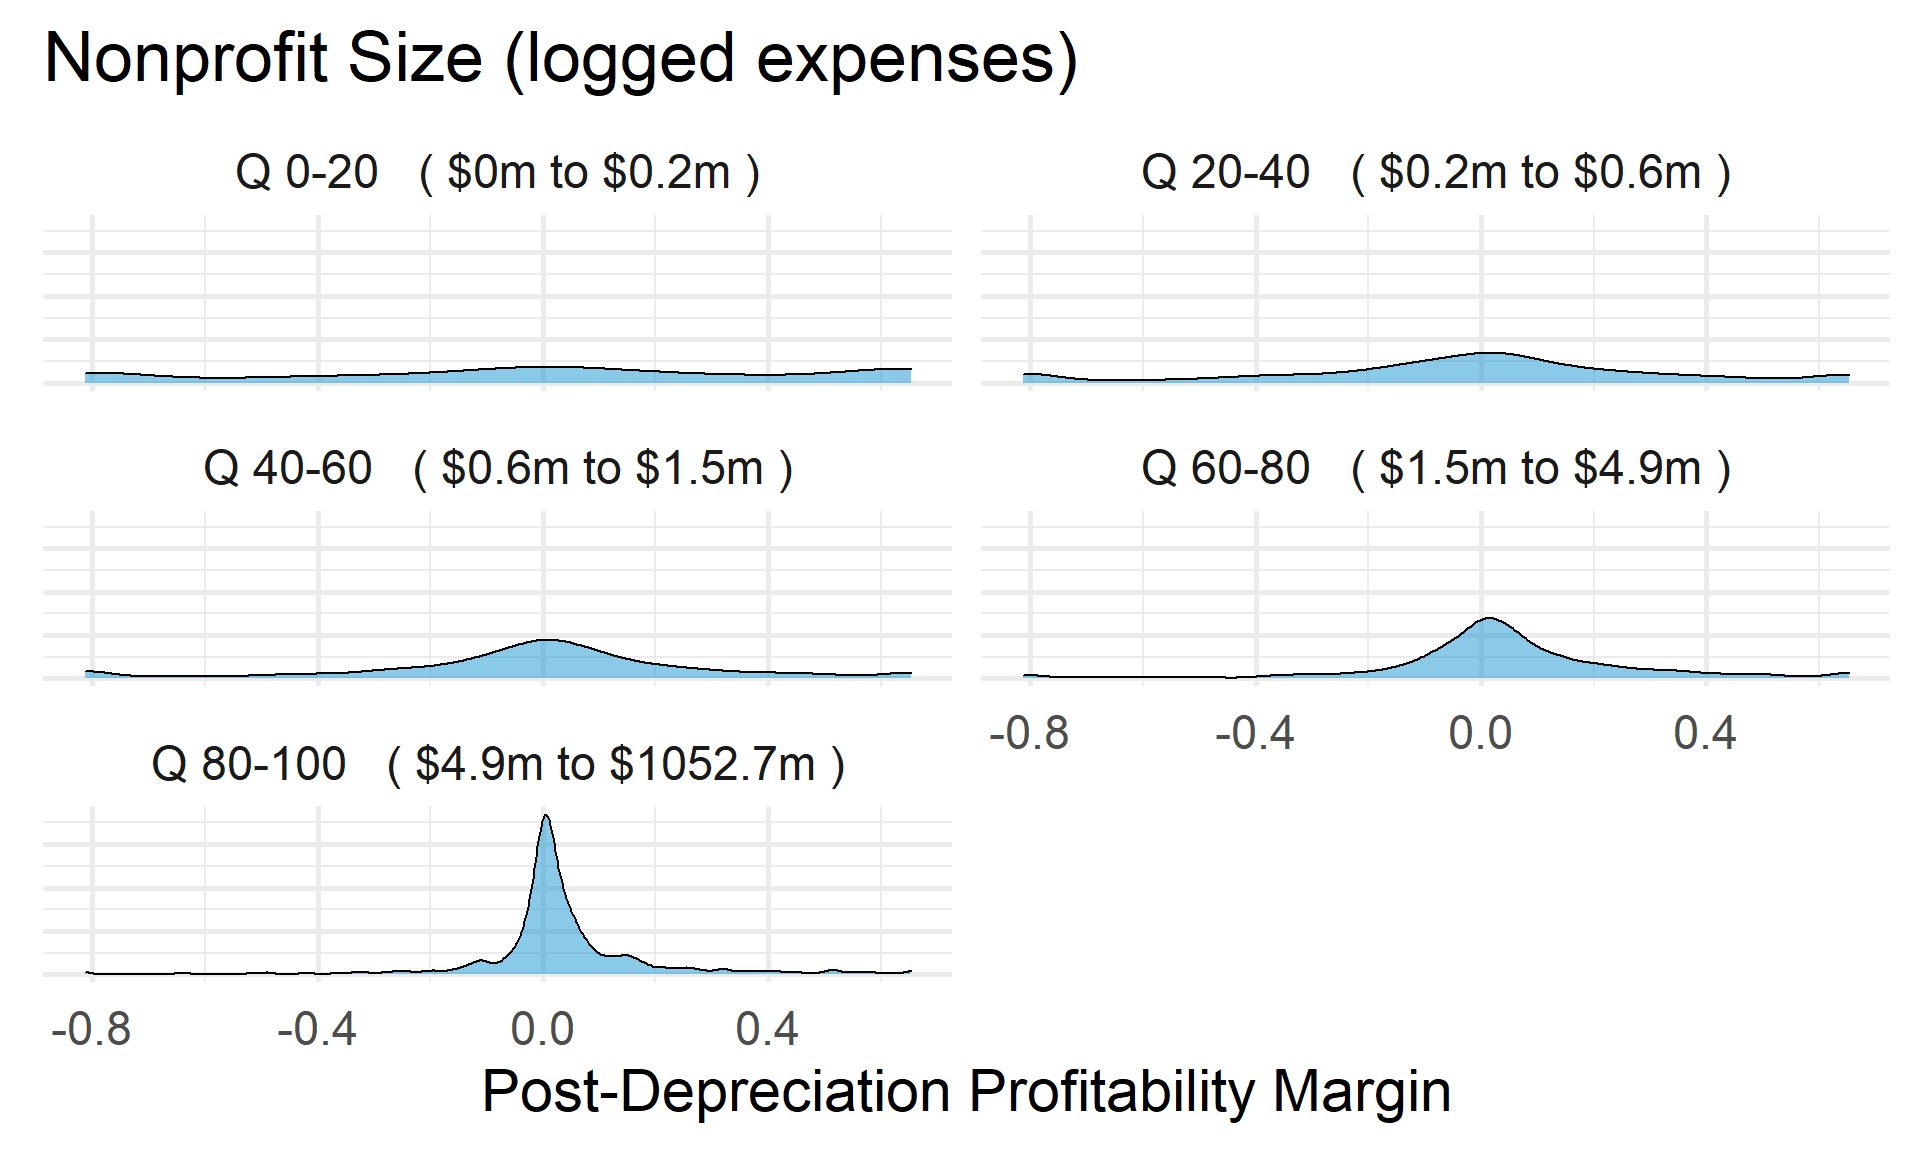 Nonprofit Size (logged expenses)
Q 0-20 ( $0m to $0.2m )
Q 20-40 ( $0.2m to $0.6m )
Q 40-60 ( $0.6m to $1.5m )
Q 60-80 ( $1.5m to $4.9m )
-0.8 -0.4 0.0 0.4
Q 80-100 ( $4.9m to $1052.7m )
-0.8 -0.4 0.0 0.4
Post-Depreciation Profitability Margin